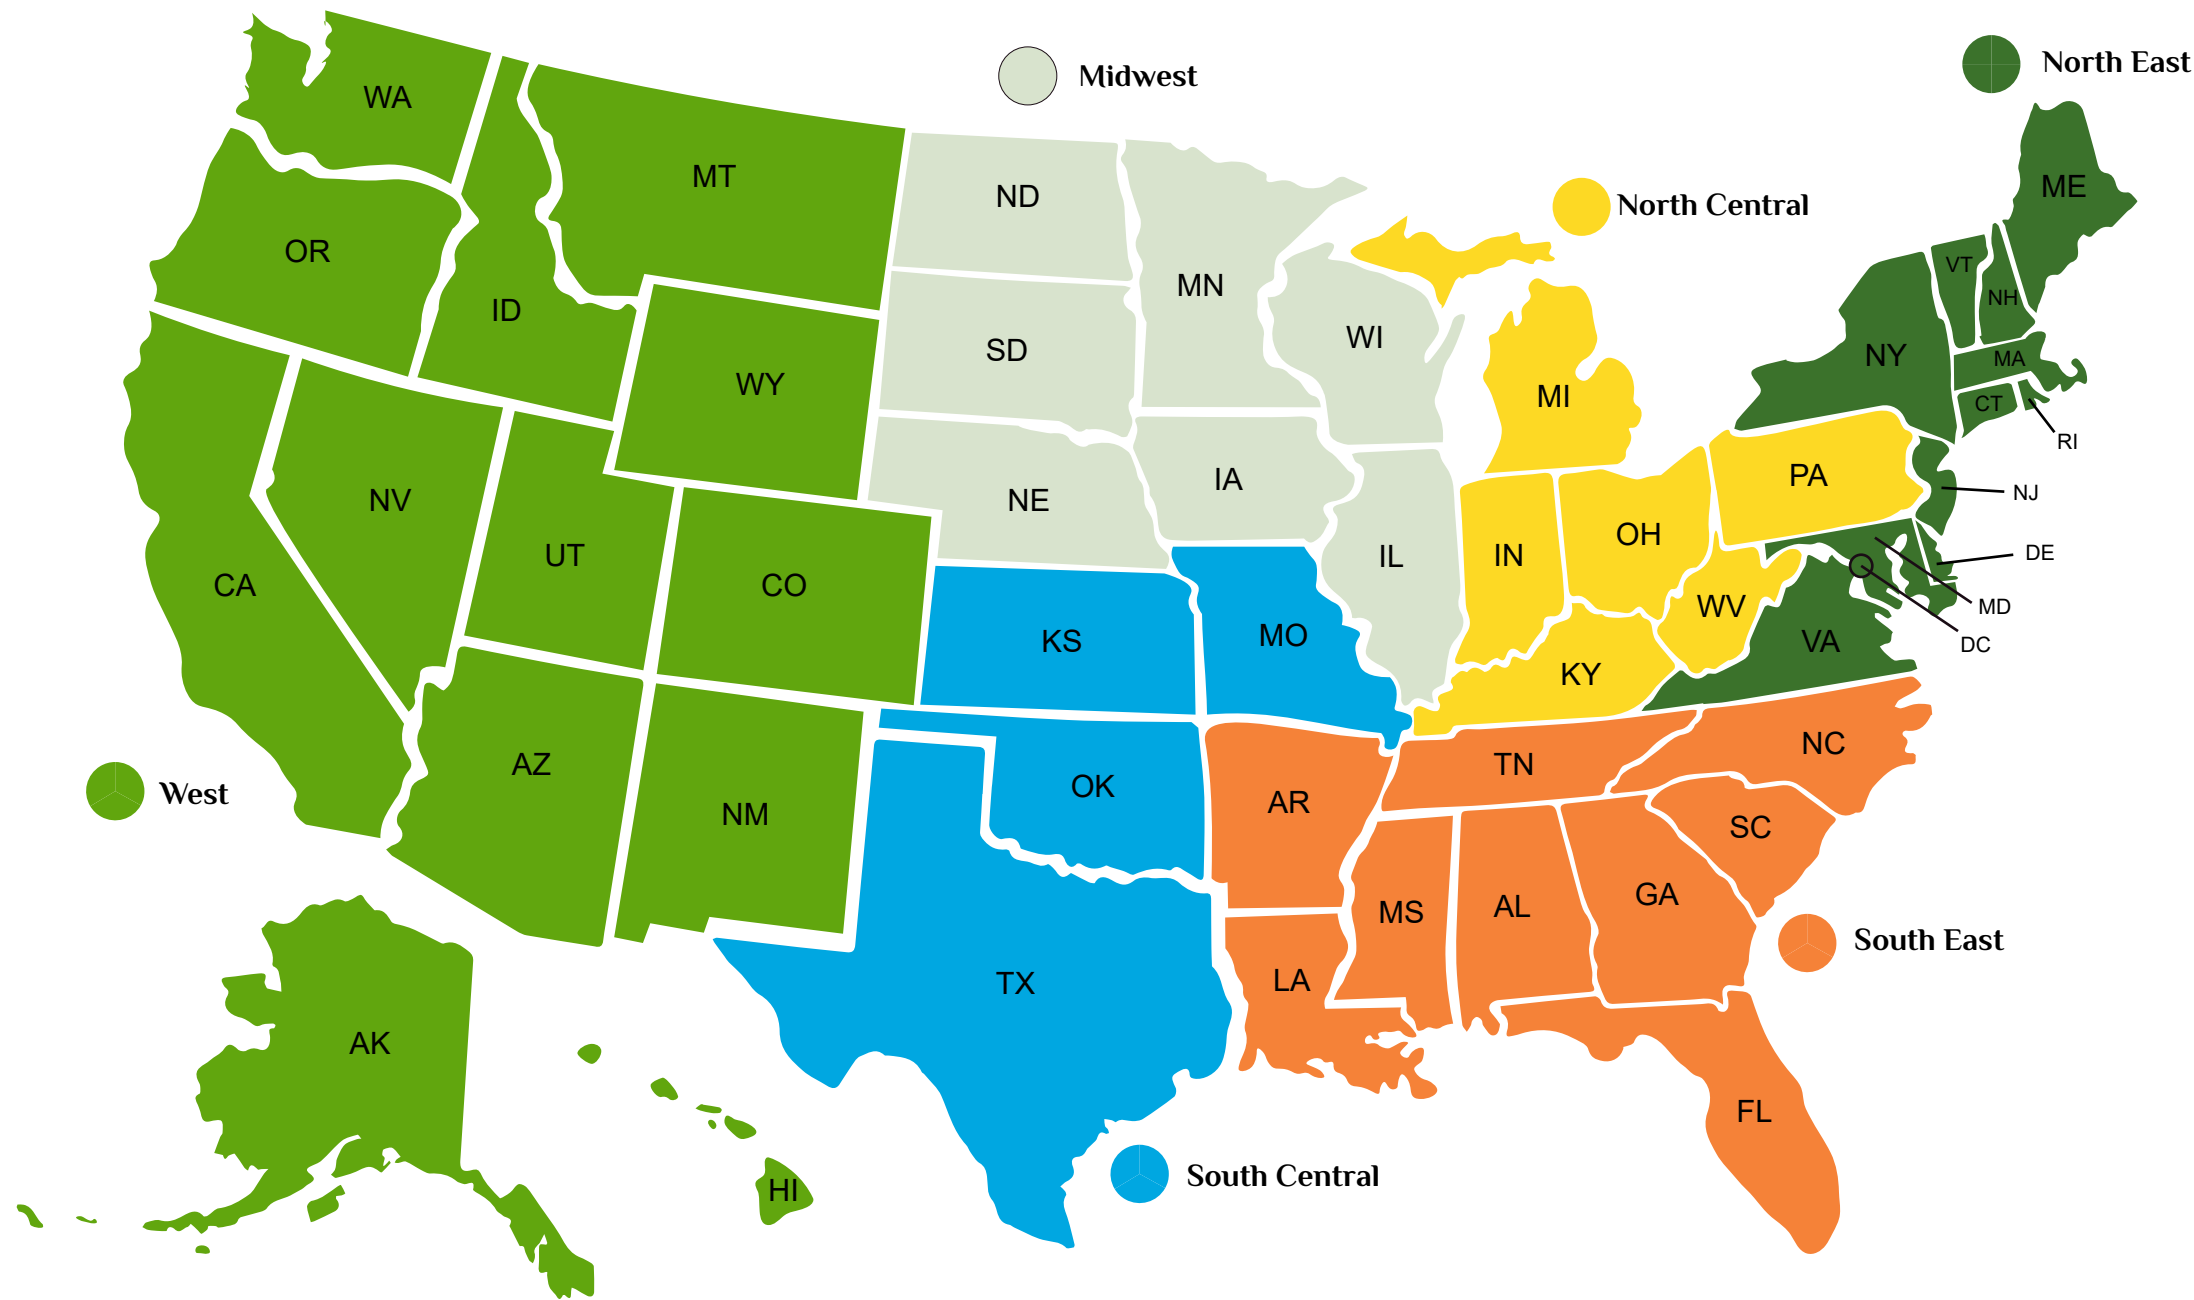 Midwest
North East
WA
MT
ND
ME
North Central
OR
VT
MN
NH
ID
WI
SD
NY
MA
WY
MI
CT
RI
IA
PA
NE
NV
NJ
OH
DE
UT
IN
IL
CO
CA
WV
MD
MO
KS
VA
DC
KY
NC
AZ
TN
West
OK
AR
NM
SC
GA
AL
MS
South East
LA
TX
AK
FL
South Central
HI